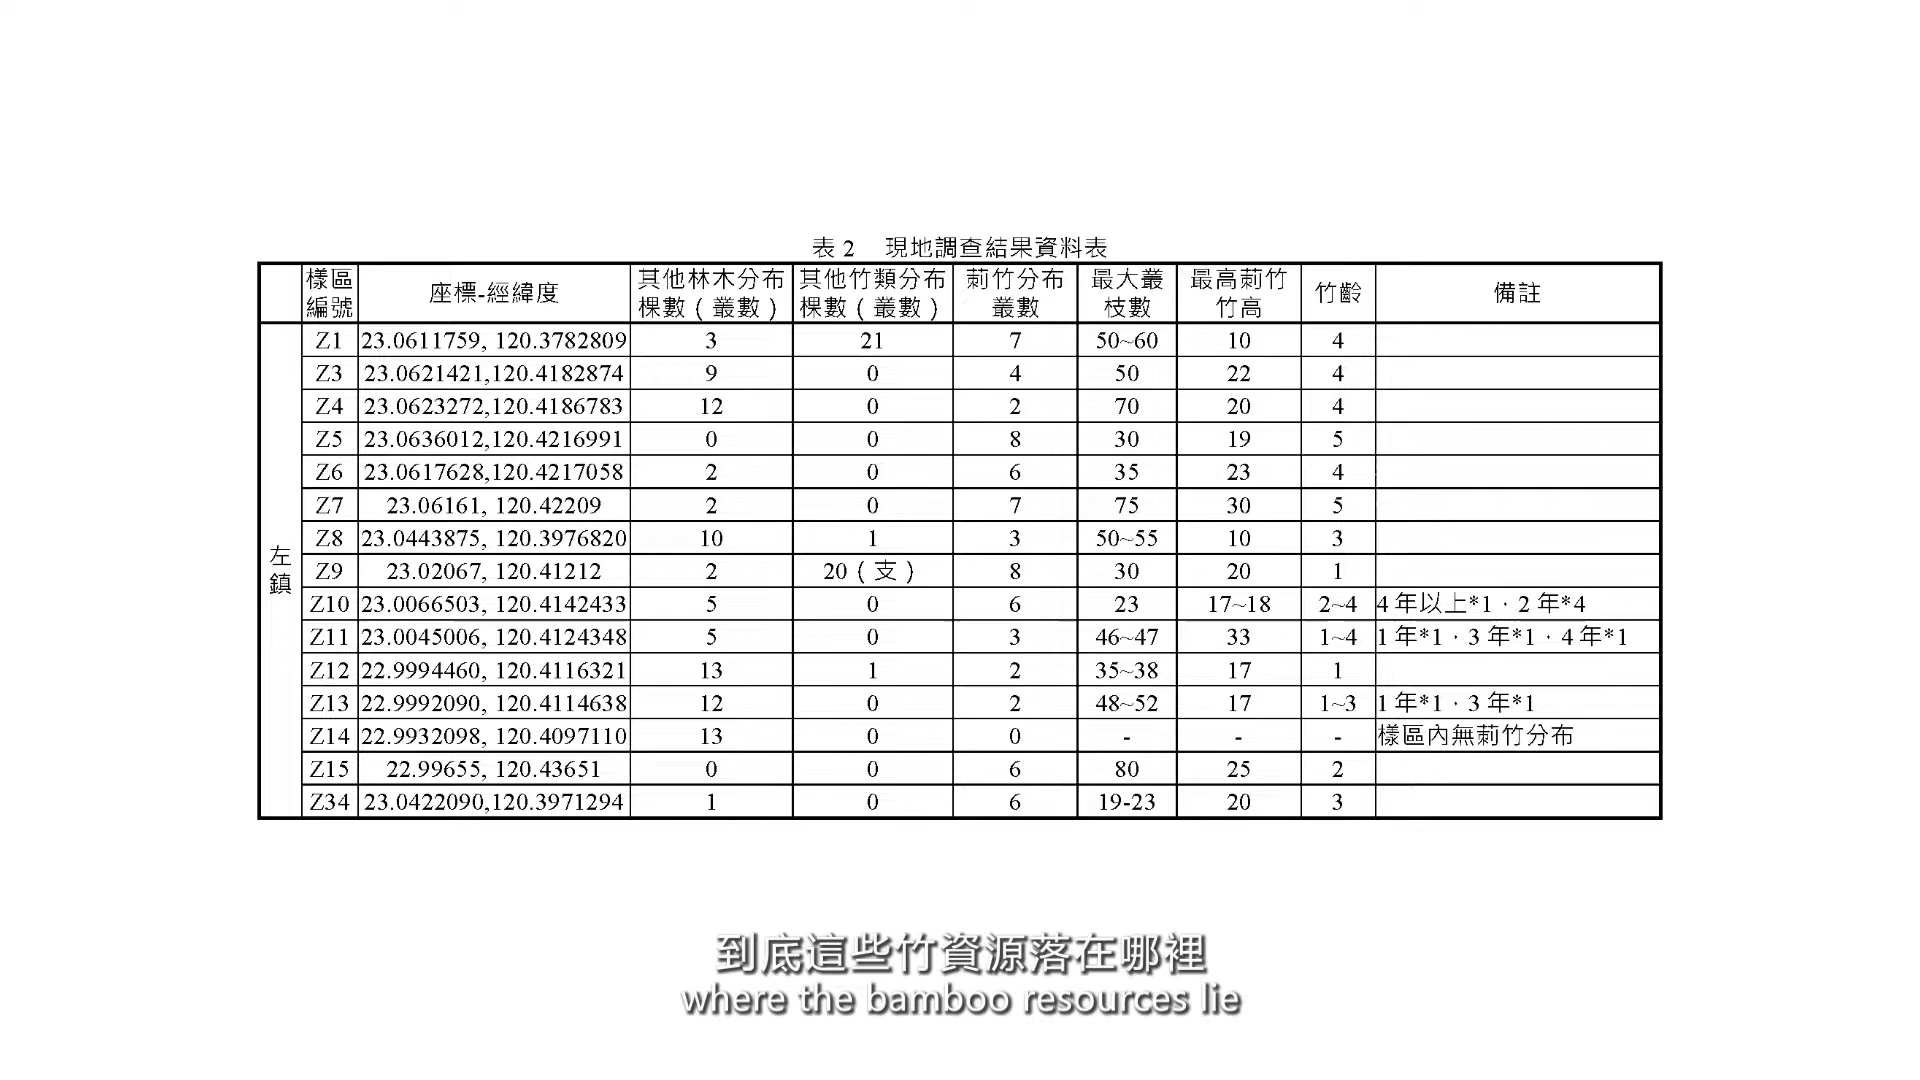 表 2 現地調查結果資料表
樣區編號 座標-經緯度 其他林木分布棵數（叢數） 其他竹類分布棵數（叢數） 莿竹分布叢數 最大叢枝數 最高莿竹竹高 竹齡 備註
左鎮
Z1 23.0611759, 120.3782809 3 21 7 50~60 10 4
Z3 23.0621421,120.4182874 9 0 4 50 22 4
Z4 23.0623272,120.4186783 12 0 2 70 20 4
Z5 23.0636012,120.4216991 0 0 8 30 19 5
Z6 23.0617628,120.4217058 2 0 6 35 23 4
Z7 23.06161, 120.42209 2 0 7 75 30 5
Z8 23.0443875, 120.3976820 10 1 3 50~55 10 3
Z9 23.02067, 120.41212 2 20（支） 8 30 20 1
Z10 23.0066503, 120.4142433 5 0 6 23 17~18 2~4 4 年以上*1，2 年*4
Z11 23.0045006, 120.4124348 5 0 3 46~47 33 1~4 1 年*1，3 年*1，4 年*1
Z12 22.9994460, 120.4116321 13 1 2 35~38 17 1
Z13 22.9992090, 120.4114638 12 0 2 48~52 17 1~3 1 年*1，3 年*1
Z14 22.9932098, 120.4097110 13 0 0 - - - 樣區內無莿竹分布
Z15 22.99655, 120.43651 0 0 6 80 25 2
Z34 23.0422090,120.3971294 1 0 6 19-23 20 3
到底這些竹資源落在哪裡
where the bamboo resources lie